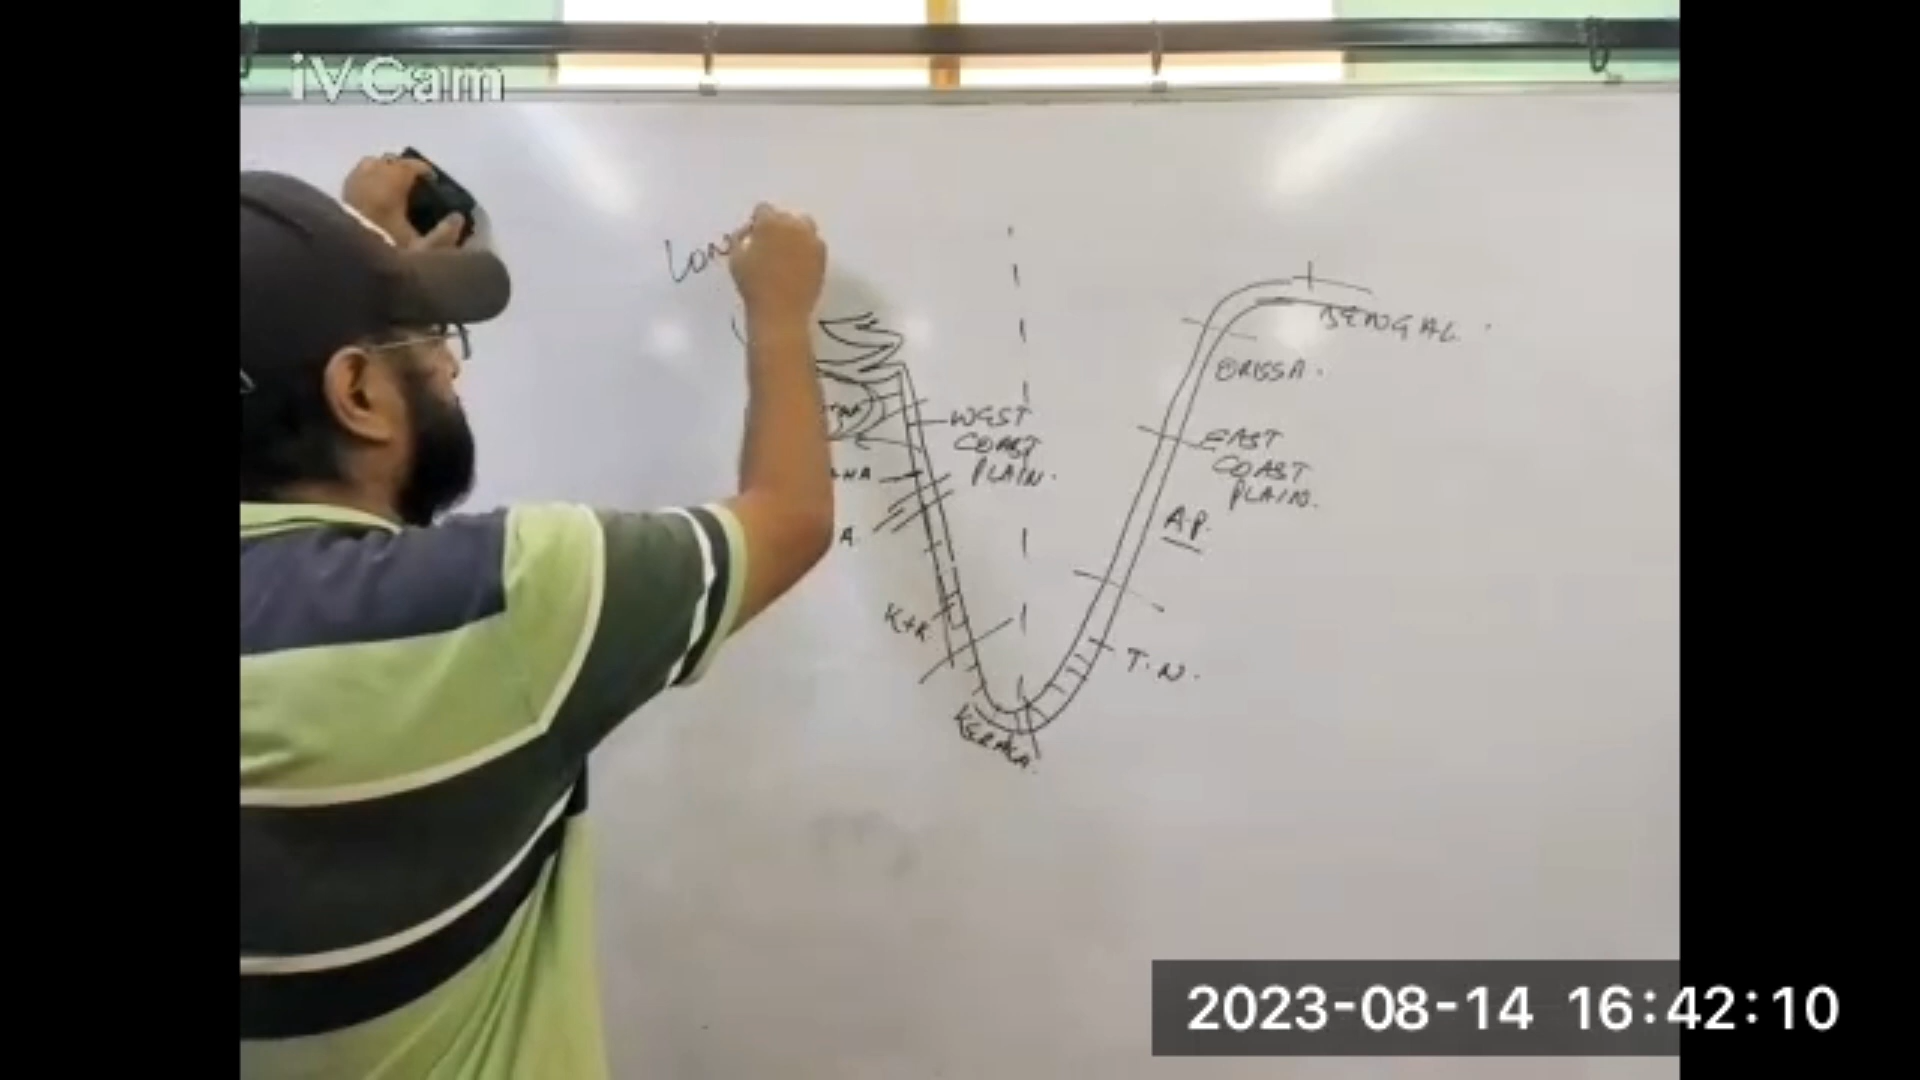 iVCam
LON
BENGAL.
ORISSA.
WEST
COAST
PLAIN.
EAST
COAST
PLAIN.
A.P.
A.
K+K
T.N.
KERALA.
2023-08-14 16:42:10